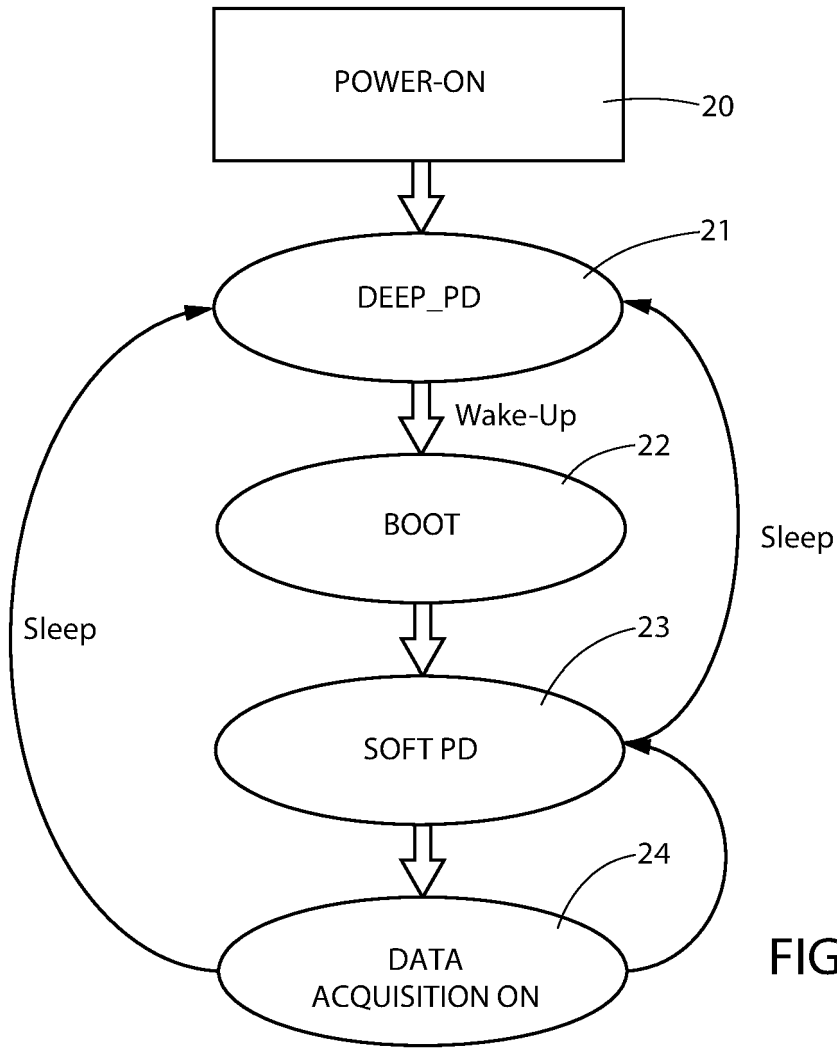 POWER-ON
20
21
DEEP_PD
Wake-Up
22
BOOT
Sleep
Sleep
23
SOFT PD
24
DATA
ACQUISITION ON
FIG